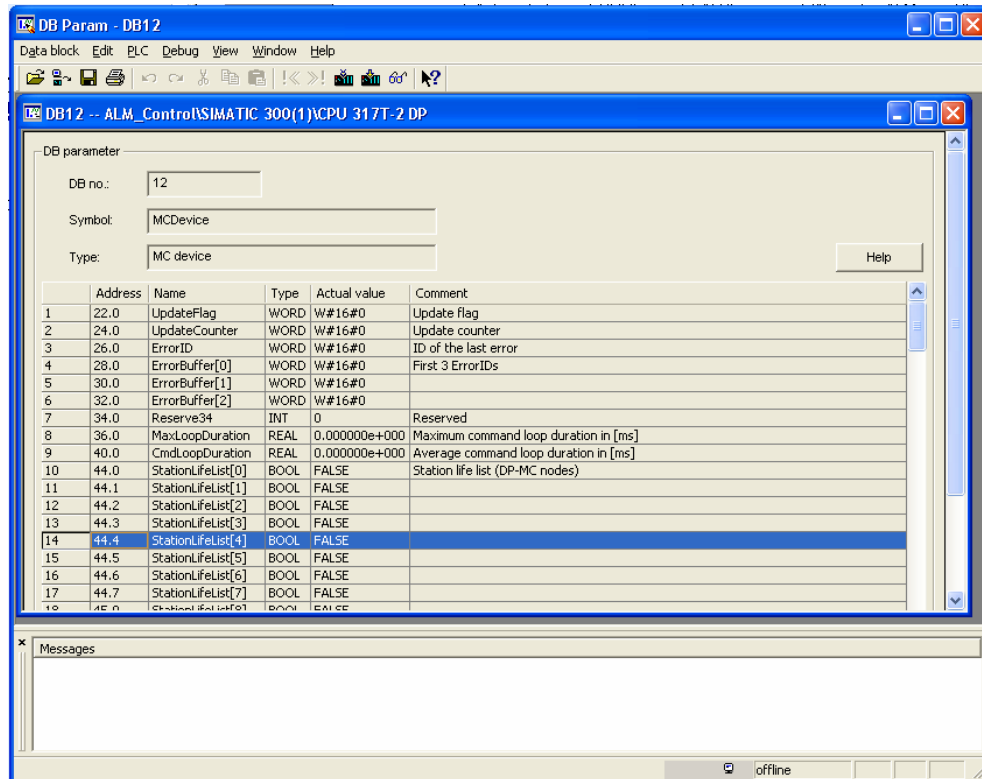 DB Param - DB12
Data block Edit PLC Debug View Window Help
DB12 -- ALM_Control\SIMATIC 300(1)\CPU 317T-2 DP
DB parameter
DB no.: 12
Symbol: MCDevice
Type: MC device Help
Address Name Type Actual value Comment
1 22.0 UpdateFlag WORD W#16#0 Update flag
2 24.0 UpdateCounter WORD W#16#0 Update counter
3 26.0 ErrorID WORD W#16#0 ID of the last error
4 28.0 ErrorBuffer[0] WORD W#16#0 First 3 ErrorIDs
5 30.0 ErrorBuffer[1] WORD W#16#0
6 32.0 ErrorBuffer[2] WORD W#16#0
7 34.0 Reserve34 INT 0 Reserved
8 36.0 MaxLoopDuration REAL 0.000000e+000 Maximum command loop duration in [ms]
9 40.0 CmdLoopDuration REAL 0.000000e+000 Average command loop duration in [ms]
10 44.0 StationLifeList[0] BOOL FALSE Station life list (DP-MC nodes)
11 44.1 StationLifeList[1] BOOL FALSE
12 44.2 StationLifeList[2] BOOL FALSE
13 44.3 StationLifeList[3] BOOL FALSE
14 44.4 StationLifeList[4] BOOL FALSE
15 44.5 StationLifeList[5] BOOL FALSE
16 44.6 StationLifeList[6] BOOL FALSE
17 44.7 StationLifeList[7] BOOL FALSE
18 45.0 StationLifeList[8] BOOL FALSE
Messages
offline